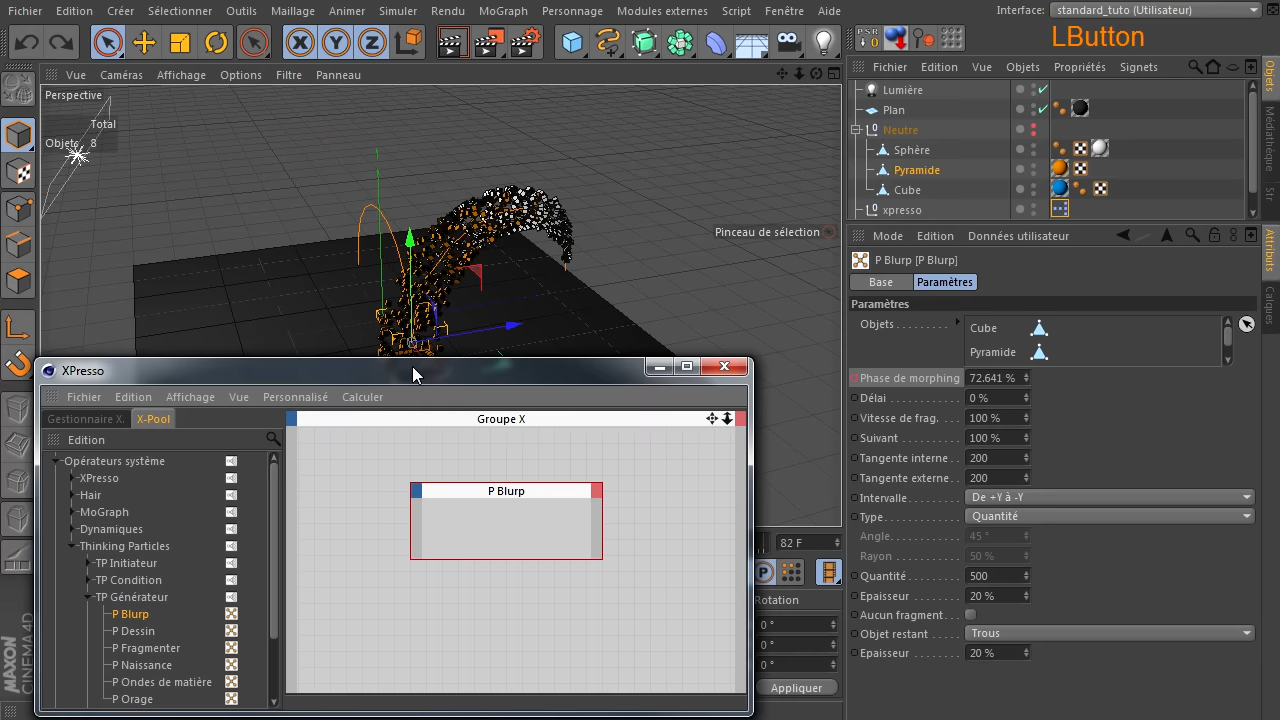 Fichier Edition Créer Sélectionner Outils Maillage Animer Simuler Rendu MoGraph Personnage Modules externes Script Fenêtre Aide Interface: standard_tuto (Utilisateur)
X Y Z PSR 0
LButton
Vue Caméras Affichage Options Filtre Panneau
Fichier Edition Vue Objets Propriétés Signets
Perspective
Total
Objets 8
Pinceau de sélection
Lumière
Plan
Neutre
Sphère
Pyramide
Cube
xpresso
Objets
Médiathèque
Str
Mode Edition Données utilisateur
P Blurp [P Blurp]
Base Paramètres
Paramètres
Objets
Cube
Pyramide
Phase de morphing 72.641 %
Délai 0 %
Vitesse de frag. 100 %
Suivant 100 %
Tangente interne 200
Tangente externe 200
Intervalle De +Y à -Y
Type Quantité
Angle 45 °
Rayon 50 %
Quantité 500
Epaisseur 20 %
Aucun fragment
Objet restant Trous
Epaisseur 20 %
Attributs
Calques
XPresso
Fichier Edition Affichage Vue Personnalisé Calculer
Gestionnaire X. X-Pool
Groupe X
Edition
Opérateurs système
XPresso
Hair
MoGraph
Dynamiques
Thinking Particles
TP Initiateur
TP Condition
TP Générateur
P Blurp
P Dessin
P Fragmenter
P Naissance
P Ondes de matière
P Orage
P Blurp
82 F
P
Rotation
0 °
0 °
0 °
Appliquer
MAXON
CINEMA 4D